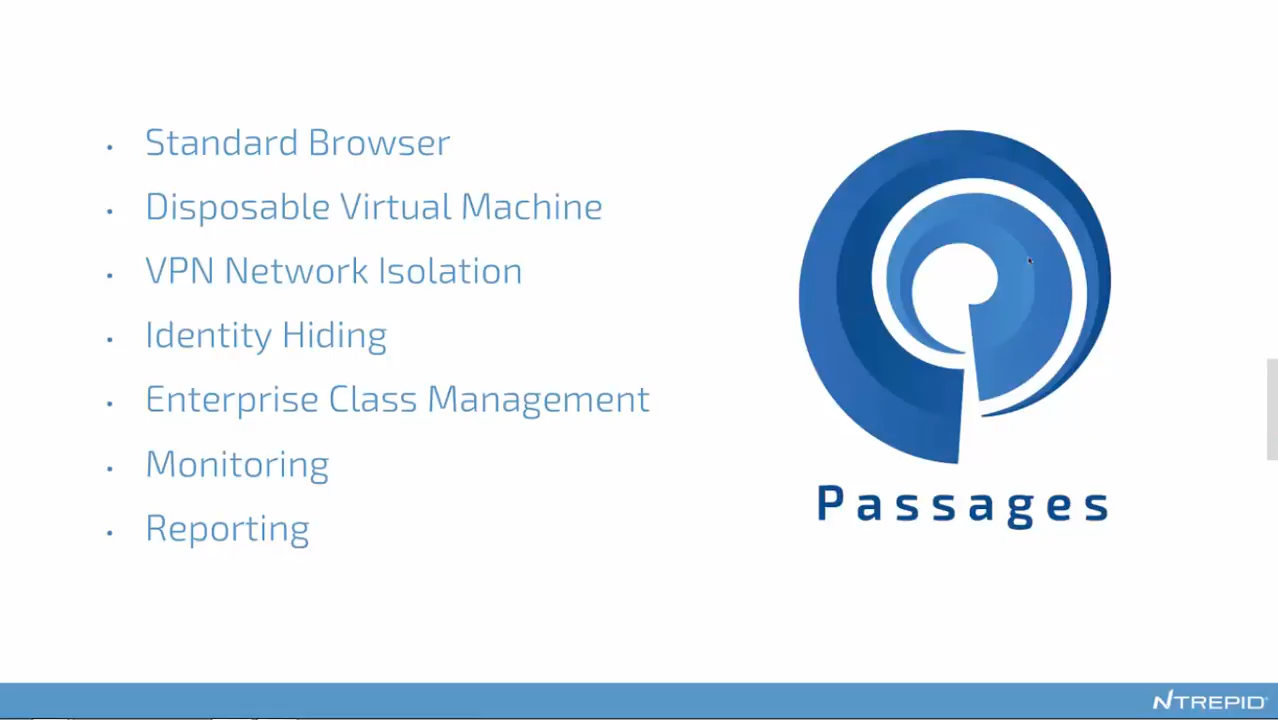 • Standard Browser
• Disposable Virtual Machine
• VPN Network Isolation
• Identity Hiding
• Enterprise Class Management
• Monitoring
• Reporting
Passages
NTREPID®